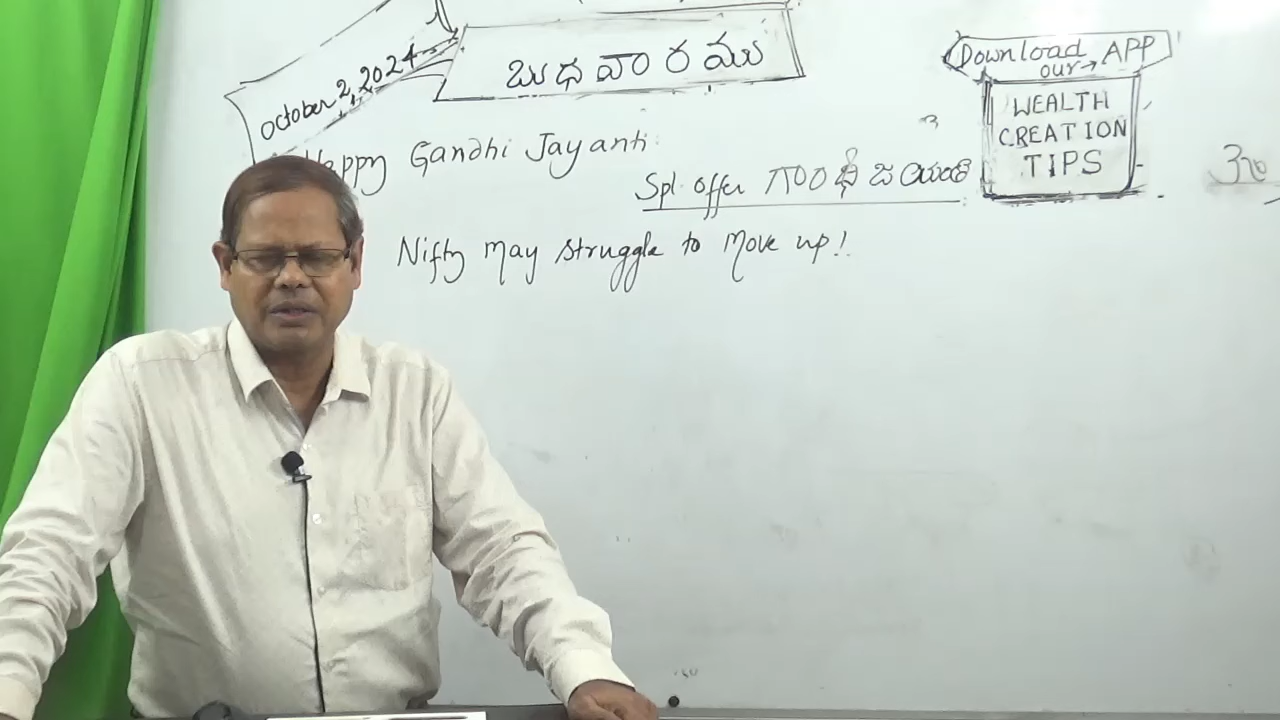 October 2, 2024
బుధవారము
Download
our → APP
WEALTH
CREATION
TIPS
Happy Gandhi Jayanti
Spl. offer గాంధీ జయంతి
Nifty May struggle to Move up!!